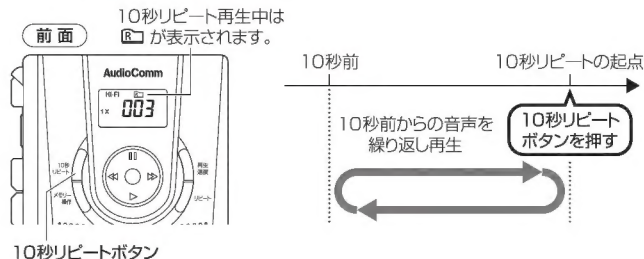 10秒リピート再生中は
R が表示されます。
前面
AudioComm
HI-FI R
1X 003
10秒
リピート
再生
速度
メモリー
操作
リピート
10秒リピートボタン
10秒前
10秒リピートの起点
10秒前からの音声を
繰り返し再生
10秒リピート
ボタンを押す